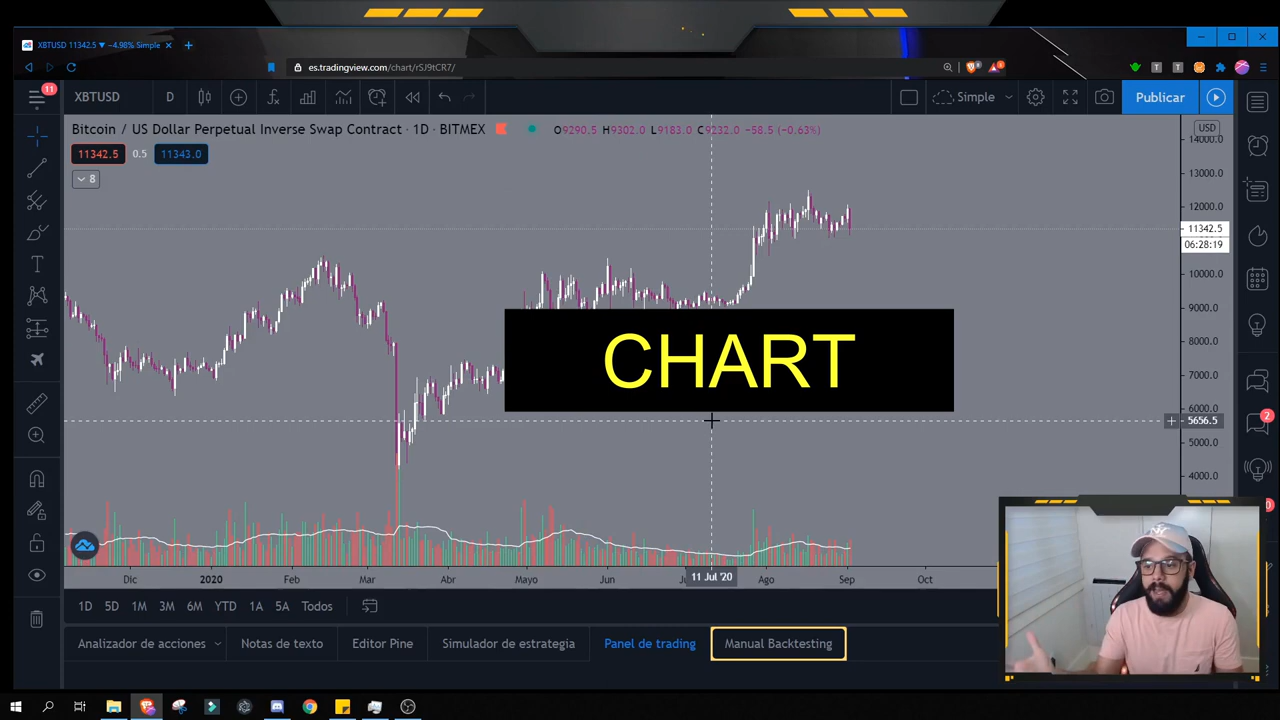 XBTUSD 11342.5 ▼ −4.98% Simple
es.tradingview.com/chart/rSJ9tCR7/
11
XBTUSD
D
Simple
Publicar
Bitcoin / US Dollar Perpetual Inverse Swap Contract · 1D · BITMEX
O9290.5 H9302.0 L9183.0 C9232.0 −58.5 (−0.63%)
USD
11342.5 0.5 11343.0
8
14000.0
13000.0
12000.0
11342.5
06:28:19
10000.0
9000.0
8000.0
7000.0
6000.0
5656.5
5000.0
4000.0
CHART
2
Dic 2020 Feb Mar Abr Mayo Jun 11 Jul '20 Ago Sep Oct
1D 5D 1M 3M 6M YTD 1A 5A Todos
Analizador de acciones Notas de texto Editor Pine Simulador de estrategia Panel de trading Manual Backtesting